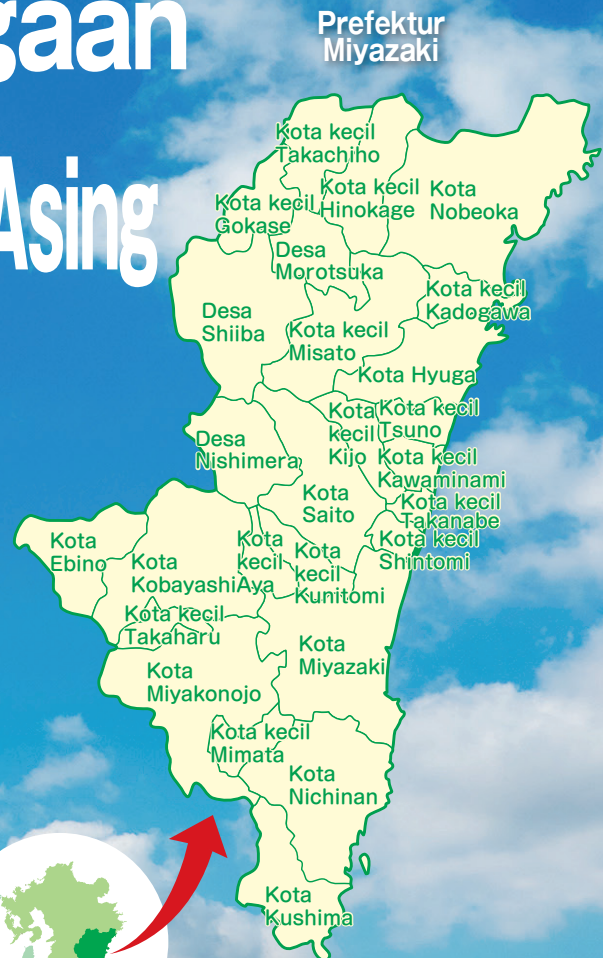 gaan
Prefektur
Miyazaki
Asing
Kota kecil
Takachiho
Kota kecil
Hinokage
Kota
Nobeoka
Kota kecil
Gokase
Desa
Morotsuka
Kota kecil
Kadogawa
Desa
Shiiba
Kota kecil
Misato
Kota Hyuga
Kota
kecil
Kijo
Kota kecil
Tsuno
Desa
Nishimera
Kota kecil
Kawaminami
Kota
Saito
Kota kecil
Takanabe
Kota kecil
Shintomi
Kota
Ebino
Kota
Kobayashi
Kota
kecil
Aya
Kota
kecil
Kunitomi
Kota kecil
Takaharu
Kota
Miyazaki
Kota
Miyakonojo
Kota kecil
Mimata
Kota
Nichinan
Kota
Kushima